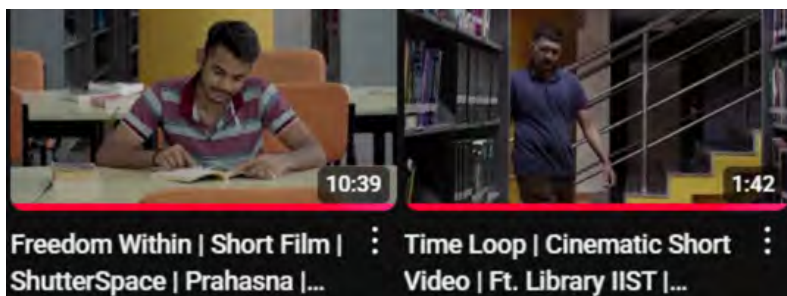 10:39
1:42
Freedom Within | Short Film |
ShutterSpace | Prahasna |...
Time Loop | Cinematic Short
Video | Ft. Library IIST |...